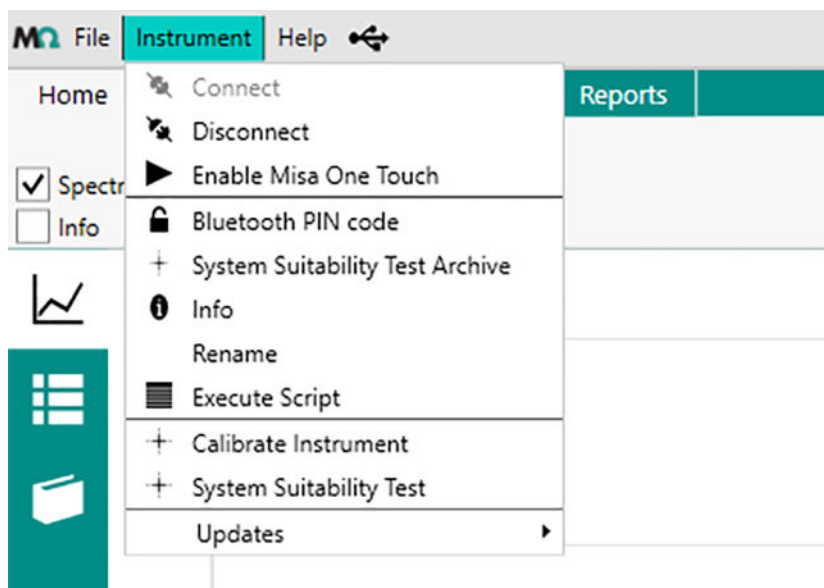 MΩ File Instrument Help
Home Reports
Connect
Disconnect
Enable Misa One Touch
Spectr
Info
Bluetooth PIN code
System Suitability Test Archive
Info
Rename
Execute Script
Calibrate Instrument
System Suitability Test
Updates